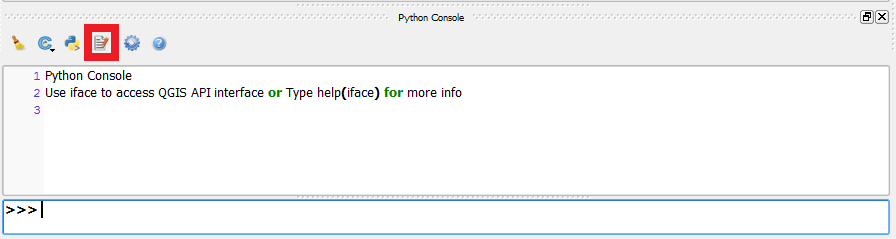 Python Console
1 Python Console
2 Use iface to access QGIS API interface or Type help(iface) for more info
3
>>>